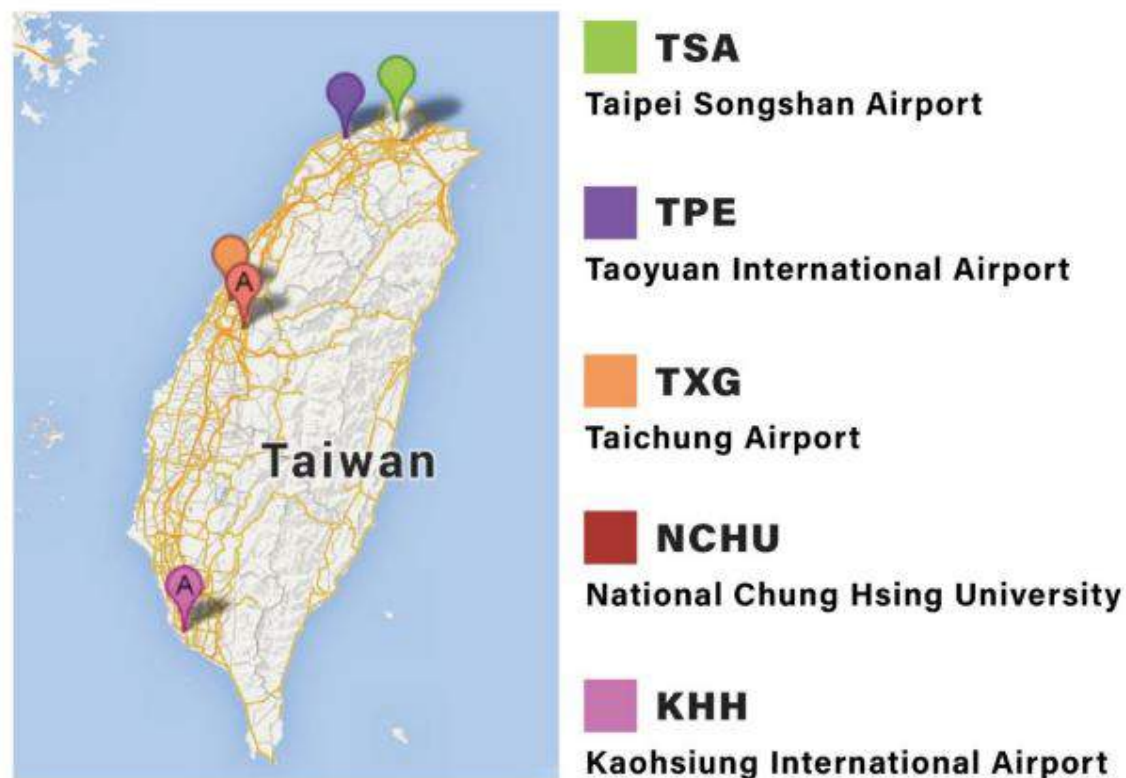 A
Taiwan
A
TSA
Taipei Songshan Airport
TPE
Taoyuan International Airport
TXG
Taichung Airport
NCHU
National Chung Hsing University
KHH
Kaohsiung International Airport